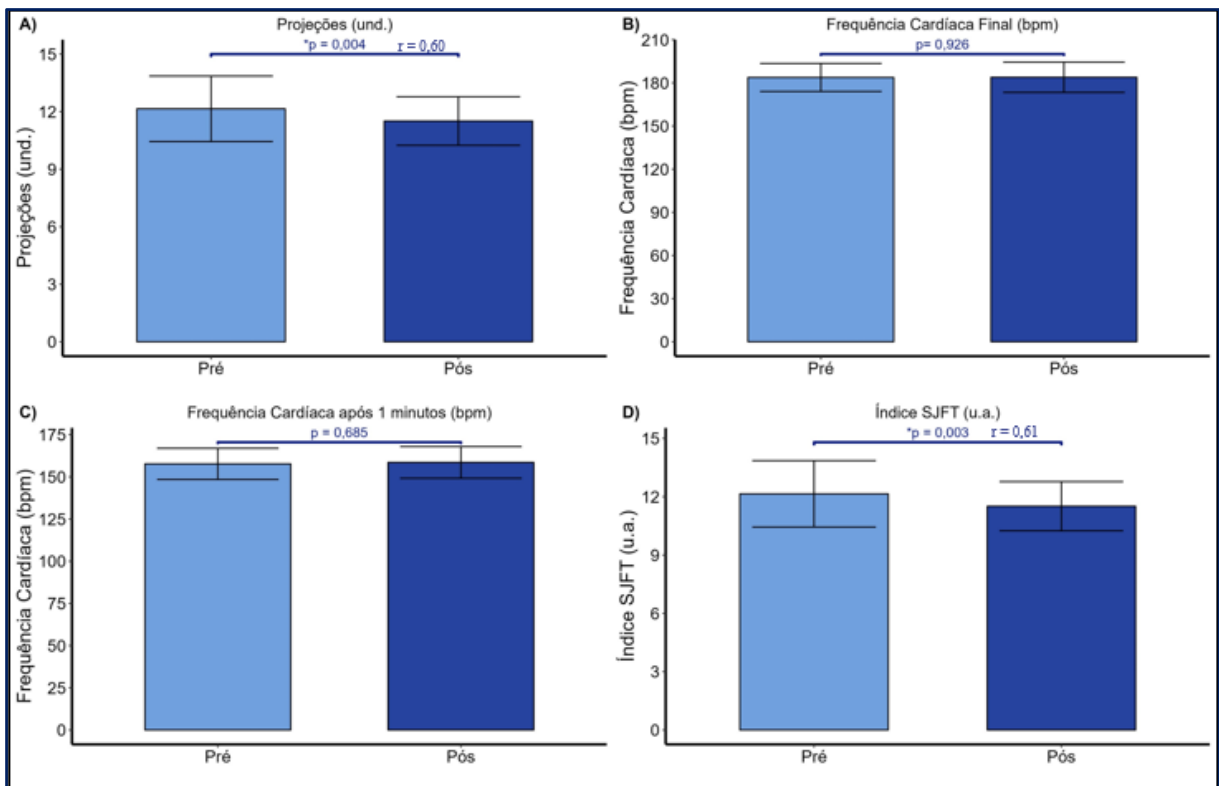 A) Projeções (und.)
*p = 0,004 r = 0,60
15
12
9
6
3
0
Projeções (und.)
Pré Pós
B) Frequência Cardíaca Final (bpm)
p= 0,926
210
180
150
120
90
60
30
0
Frequência Cardíaca (bpm)
Pré Pós
C) Frequência Cardíaca após 1 minutos (bpm)
p = 0,685
175
150
125
100
75
50
25
0
Frequência Cardíaca (bpm)
Pré Pós
D) Índice SJFT (u.a.)
*p = 0,003 r = 0,61
15
12
9
6
3
0
Índice SJFT (u.a.)
Pré Pós